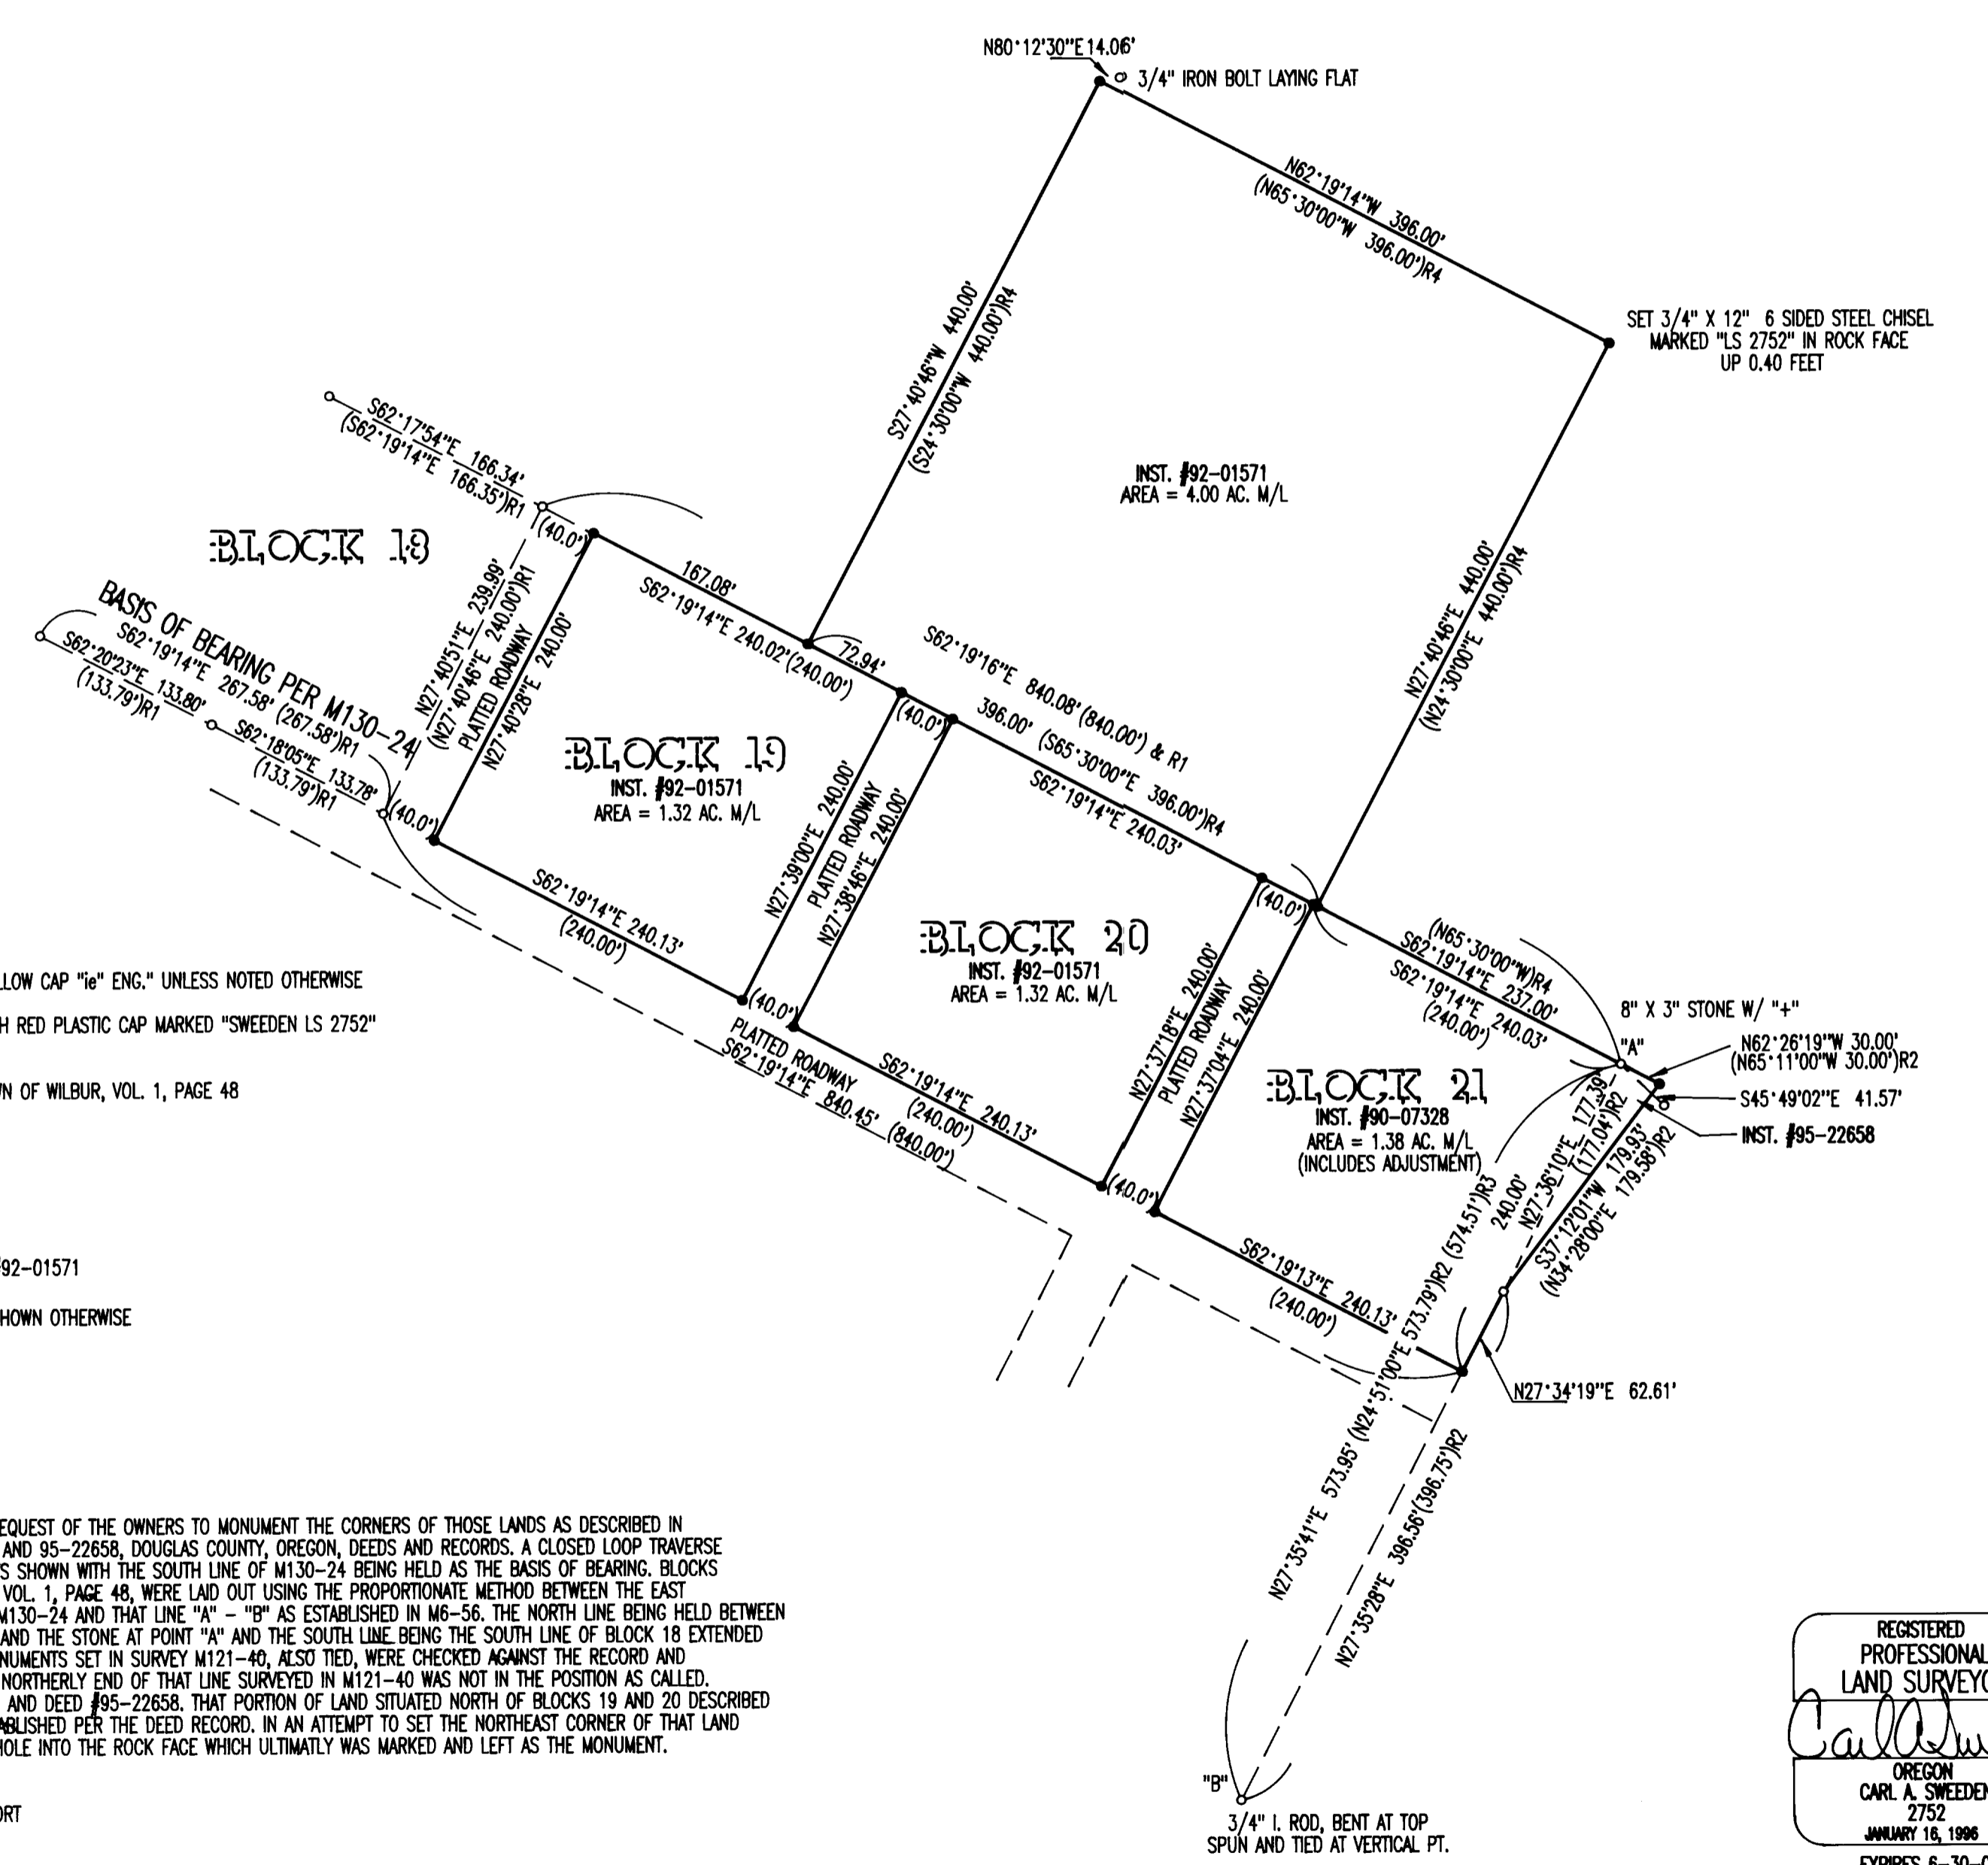 N80°12'30"E 14.06'
3/4" IRON BOLT LAYING FLAT
N62°19'14"W 396.00'
(N65°30'00"W 396.00')R4
SET 3/4" X 12" 6 SIDED STEEL CHISEL
MARKED "LS 2752" IN ROCK FACE
UP 0.40 FEET
S27°40'46"W 440.00'
(S24°30'00"W 440.00')R4
INST. #92-01571
AREA = 4.00 AC. M/L
N27°40'46"E 440.00'
(N24°30'00"E 440.00')R4
S62°17'54"E 166.34'
(S62°19'14"E 166.35')R1
(40.0')
BLOCK 18
BASIS OF BEARING PER M130-24
S62°19'14"E 267.58' (267.58')R1
S62°20'23"E 133.80'
(133.79')R1
S62°18'05"E 133.78'
(133.79')R1
(40.0')
N27°40'51"E 239.99'
(N27°40'46"E 240.00')R1
PLATTED ROADWAY
N27°40'28"E 240.00'
167.08'
S62°19'14"E 240.02'(240.00')
72.94'
(40.0')
S62°19'16"E 840.08' (840.00') & R1
396.00' (S65°30'00"E 396.00')R4
S62°19'14"E 240.03'
BLOCK 19
INST. #92-01571
AREA = 1.32 AC. M/L
N27°39'00"E 240.00'
PLATTED ROADWAY
N27°38'46"E 240.00'
S62°19'14"E 240.13'
(240.00')
(40.0')
BLOCK 20
INST. #92-01571
AREA = 1.32 AC. M/L
(40.0')
N27°37'18"E 240.00'
PLATTED ROADWAY
N27°37'04"E 240.00'
PLATTED ROADWAY
S62°19'14"E 840.45' (840.00')
S62°19'14"E 240.13'
(240.00')
(40.0')
(N65°30'00"W)R4
S62°19'14"E 237.00'
S62°19'14"E 240.03'
(240.00')
8" X 3" STONE W/ "+"
"A"
N62°26'19"W 30.00'
(N65°11'00"W 30.00')R2
S45°49'02"E 41.57'
INST. #95-22658
BLOCK 21
INST. #90-07328
AREA = 1.38 AC. M/L
(INCLUDES ADJUSTMENT)
240.00'
N27°36'10"E 177.39'
(177.04')R2
S37°12'01"W 179.93'
(N34°28'00"E 179.58')R2
S62°19'13"E 240.13'
(240.00')
N27°34'19"E 62.61'
N27°35'41"E 573.95' (N24°51'00"E 573.79')R2 (574.51')R3
N27°35'28"E 396.56'(396.75')R2
"B"
3/4" I. ROD, BENT AT TOP
SPUN AND TIED AT VERTICAL PT.
LLOW CAP "ie" ENG." UNLESS NOTED OTHERWISE
H RED PLASTIC CAP MARKED "SWEEDEN LS 2752"
N OF WILBUR, VOL. 1, PAGE 48
92-01571
HOWN OTHERWISE
EQUEST OF THE OWNERS TO MONUMENT THE CORNERS OF THOSE LANDS AS DESCRIBED IN
AND 95-22658, DOUGLAS COUNTY, OREGON, DEEDS AND RECORDS. A CLOSED LOOP TRAVERSE
S SHOWN WITH THE SOUTH LINE OF M130-24 BEING HELD AS THE BASIS OF BEARING. BLOCKS
VOL. 1, PAGE 48, WERE LAID OUT USING THE PROPORTIONATE METHOD BETWEEN THE EAST
M130-24 AND THAT LINE "A" - "B" AS ESTABLISHED IN M6-56. THE NORTH LINE BEING HELD BETWEEN
AND THE STONE AT POINT "A" AND THE SOUTH LINE BEING THE SOUTH LINE OF BLOCK 18 EXTENDED
NUMENTS SET IN SURVEY M121-40, ALSO TIED, WERE CHECKED AGAINST THE RECORD AND
NORTHERLY END OF THAT LINE SURVEYED IN M121-40 WAS NOT IN THE POSITION AS CALLED.
AND DEED #95-22658. THAT PORTION OF LAND SITUATED NORTH OF BLOCKS 19 AND 20 DESCRIBED
ABLISHED PER THE DEED RECORD. IN AN ATTEMPT TO SET THE NORTHEAST CORNER OF THAT LAND
HOLE INTO THE ROCK FACE WHICH ULTIMATLY WAS MARKED AND LEFT AS THE MONUMENT.
ORT
REGISTERED
PROFESSIONAL
LAND SURVEYO
OREGON
CARL A. SWEEDEN
2752
JANUARY 16, 1996
EXPIRES 6-30-0